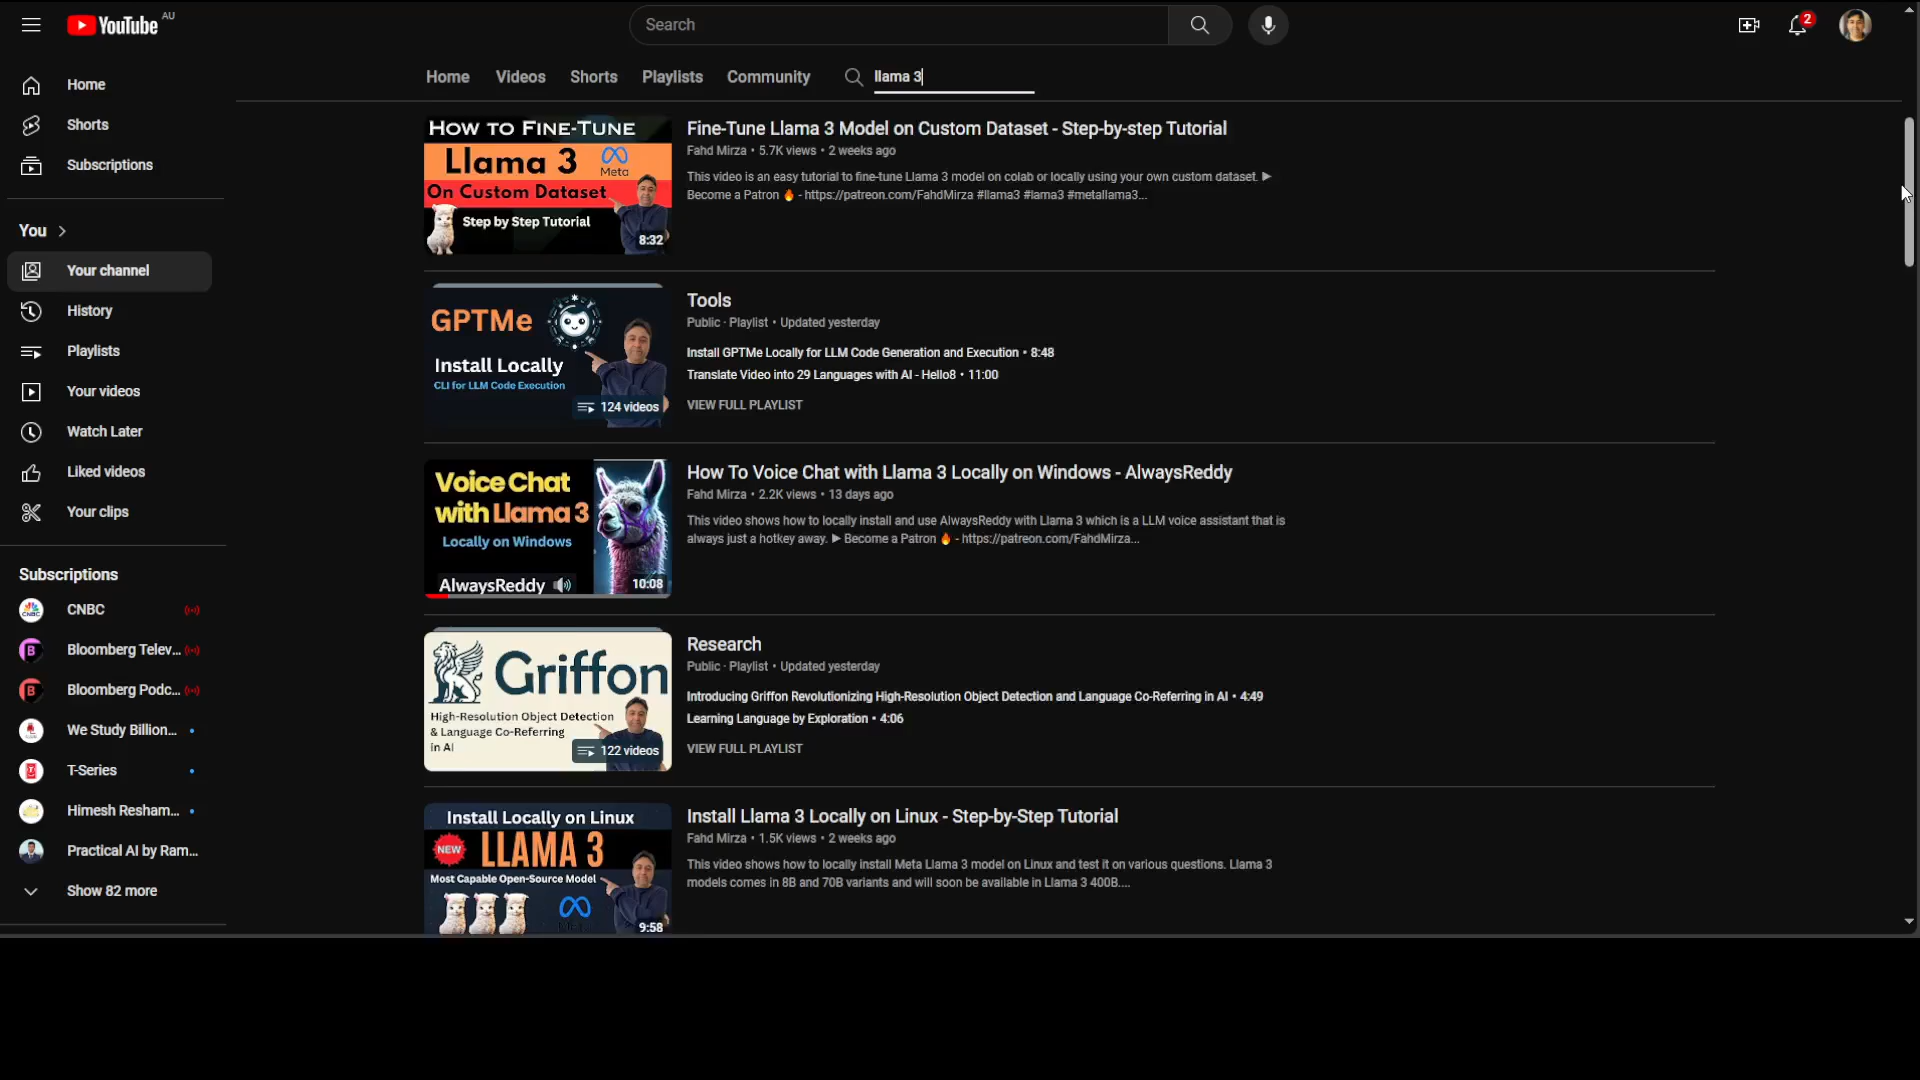 YouTube AU
Search
2
Home
Shorts
Subscriptions
You
Your channel
History
Playlists
Your videos
Watch Later
Liked videos
Your clips
Subscriptions
CNBC
Bloomberg Telev...
Bloomberg Podc...
We Study Billion...
T-Series
Himesh Resham...
Practical AI by Ram...
Show 82 more
Home Videos Shorts Playlists Community llama 3
HOW TO FINE-TUNE
Llama 3
Meta
On Custom Dataset
Step by Step Tutorial
8:32
Fine-Tune Llama 3 Model on Custom Dataset - Step-by-step Tutorial
Fahd Mirza • 5.7K views • 2 weeks ago
This video is an easy tutorial to fine-tune Llama 3 model on colab or locally using your own custom dataset. ▶
Become a Patron 🔥 - https://patreon.com/FahdMirza #llama3 #lama3 #metallama3...
GPTMe
Install Locally
CLI for LLM Code Execution
124 videos
Tools
Public · Playlist • Updated yesterday
Install GPTMe Locally for LLM Code Generation and Execution • 8:48
Translate Video into 29 Languages with AI - Hello8 • 11:00
VIEW FULL PLAYLIST
Voice Chat
with Llama 3
Locally on Windows
AlwaysReddy
10:08
How To Voice Chat with Llama 3 Locally on Windows - AlwaysReddy
Fahd Mirza • 2.2K views • 13 days ago
This video shows how to locally install and use AlwaysReddy with Llama 3 which is a LLM voice assistant that is
always just a hotkey away. ▶ Become a Patron 🔥 - https://patreon.com/FahdMirza...
Griffon
High-Resolution Object Detection
& Language Co-Referring
in AI
122 videos
Research
Public · Playlist • Updated yesterday
Introducing Griffon Revolutionizing High-Resolution Object Detection and Language Co-Referring in AI • 4:49
Learning Language by Exploration • 4:06
VIEW FULL PLAYLIST
Install Locally on Linux
NEW
LLAMA 3
Most Capable Open-Source Model
9:58
Install Llama 3 Locally on Linux - Step-by-Step Tutorial
Fahd Mirza • 1.5K views • 2 weeks ago
This video shows how to locally install Meta Llama 3 model on Linux and test it on various questions. Llama 3
models comes in 8B and 70B variants and will soon be available in Llama 3 400B....